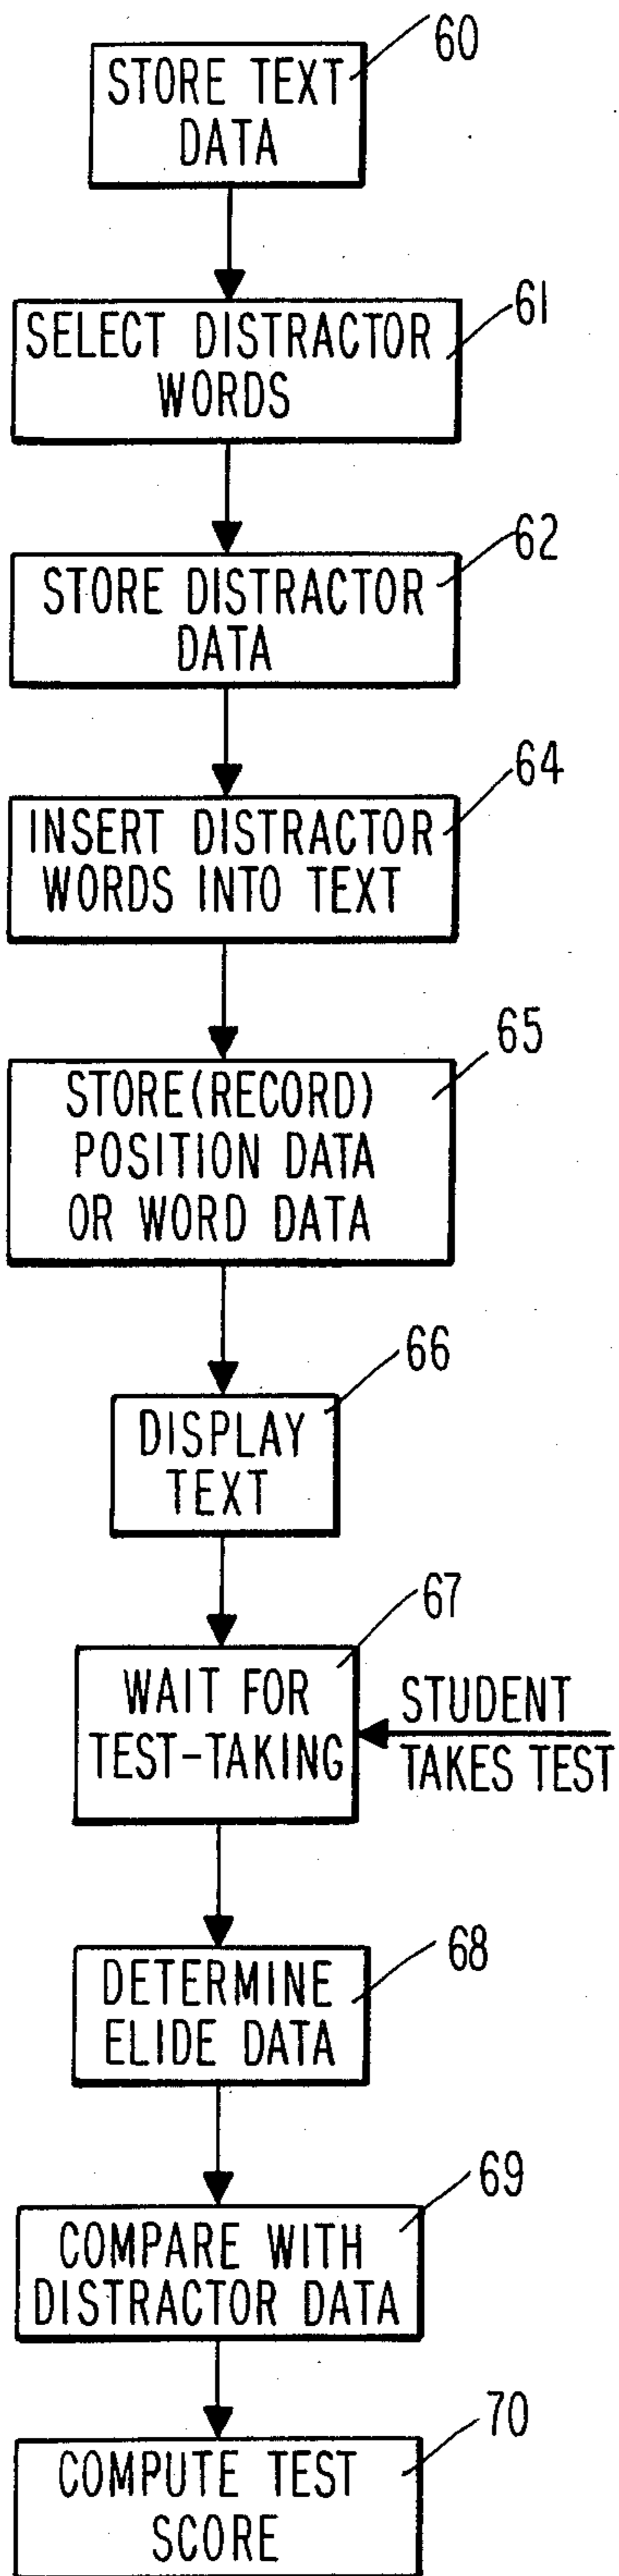 60
STORE TEXT
DATA
61
SELECT DISTRACTOR
WORDS
62
STORE DISTRACTOR
DATA
64
INSERT DISTRACTOR
WORDS INTO TEXT
65
STORE(RECORD)
POSITION DATA
OR WORD DATA
66
DISPLAY
TEXT
67
WAIT FOR
TEST-TAKING
STUDENT
TAKES TEST
68
DETERMINE
ELIDE DATA
69
COMPARE WITH
DISTRACTOR DATA
70
COMPUTE TEST
SCORE